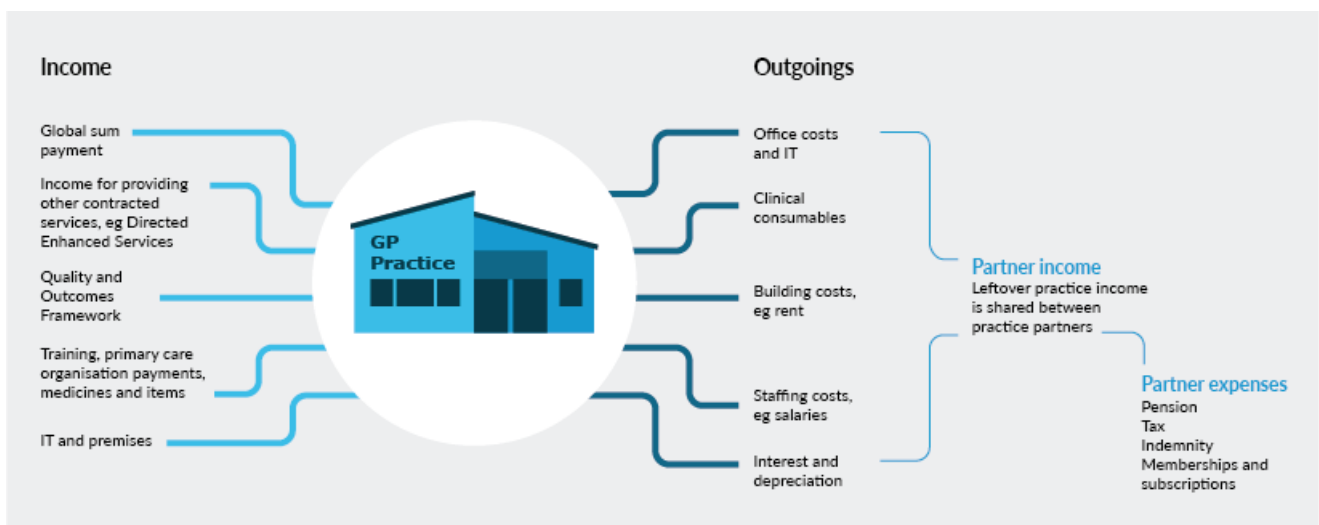 Income
Global sum
payment
Income for providing
other contracted
services, eg Directed
Enhanced Services
Quality and
Outcomes
Framework
Training, primary care
organisation payments,
medicines and items
IT and premises
GP
Practice
Outgoings
Office costs
and IT
Clinical
consumables
Building costs,
eg rent
Staffing costs,
eg salaries
Interest and
depreciation
Partner income
Leftover practice income
is shared between
practice partners
Partner expenses
Pension
Tax
Indemnity
Memberships and
subscriptions